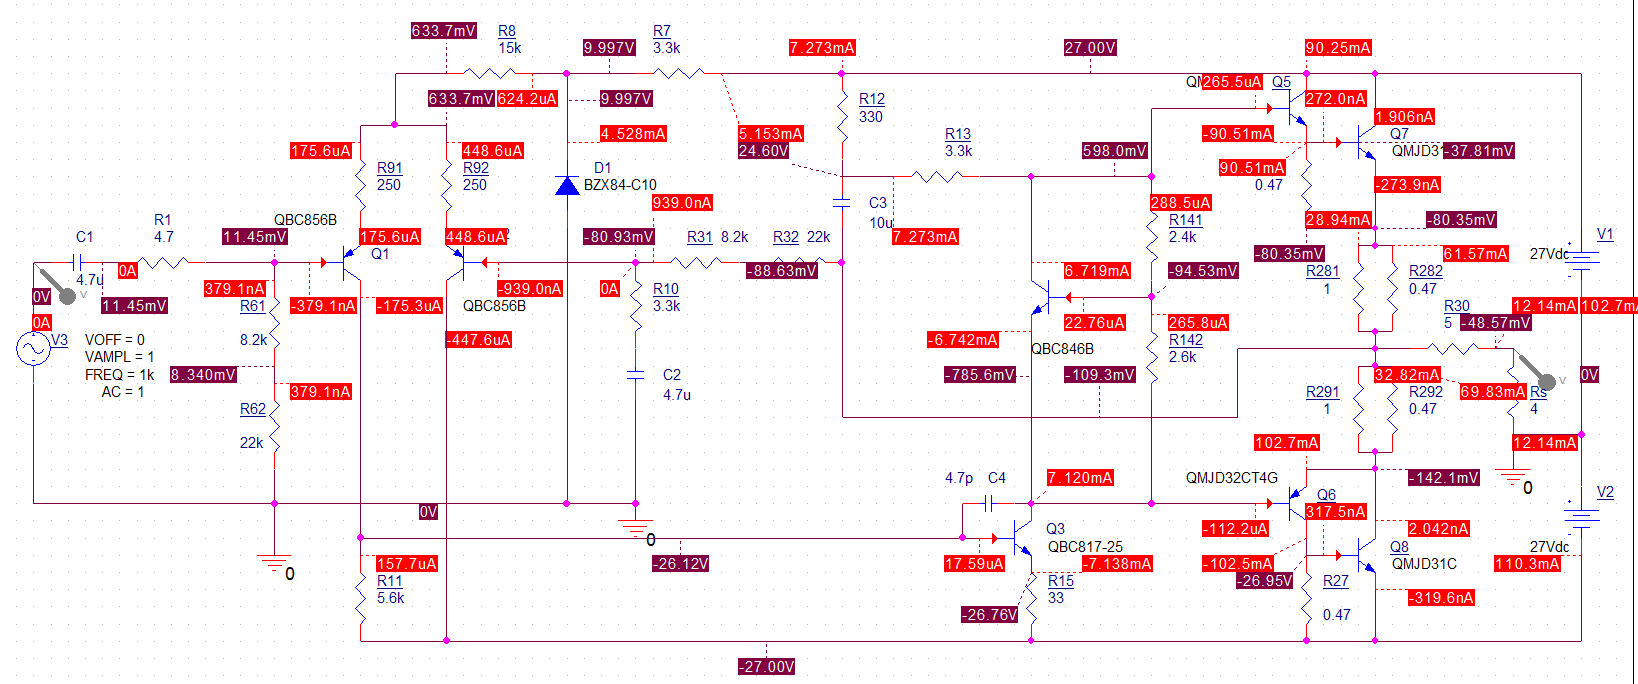 633.7mV
R8
15k
9.997V
R7
3.3k
7.273mA
27.00V
90.25mA
633.7mV
624.2uA
9.997V
R12
330
265.5uA
Q5
272.0nA
1.906nA
175.6uA
448.6uA
4.528mA
5.153mA
24.60V
R13
3.3k
598.0mV
-90.51mA
Q7
QMJD31
-37.81mV
R91
250
R92
250
D1
BZX84-C10
90.51mA
0.47
-273.9nA
939.0nA
C3
10u
288.5uA
R141
2.4k
28.94mA
-80.35mV
QBC856B
R1
4.7
11.45mV
175.6uA
448.6uA
Q1
-80.93mV
R31 8.2k
R32 22k
7.273mA
-80.35mV
61.57mA
V1
27Vdc
C1
4.7u
0A
-88.63mV
6.719mA
-94.53mV
R281
1
R282
0.47
0V
V
11.45mV
379.1nA
-379.1nA
-175.3uA
-939.0nA
QBC856B
0A
R10
3.3k
R61
8.2k
22.76uA
265.8uA
R142
2.6k
R30
5
12.14mA
102.7m
-48.57mV
0A
V3
VOFF = 0
VAMPL = 1
FREQ = 1k
AC = 1
-447.6uA
-6.742mA
QBC846B
8.340mV
379.1nA
C2
4.7u
-785.6mV
-109.3mV
32.82mA
69.83mA
V
0V
R62
22k
R291
1
R292
0.47
Rs
4
102.7mA
12.14mA
4.7p
C4
7.120mA
QMJD32CT4G
-142.1mV
0
V2
0V
0
Q3
QBC817-25
Q6
317.5nA
-112.2uA
2.042nA
27Vdc
0
157.7uA
R11
5.6k
-26.12V
17.59uA
-7.138mA
-102.5mA
Q8
QMJD31C
110.3mA
R15
33
-26.95V
R27
0.47
-319.6nA
-26.76V
-27.00V